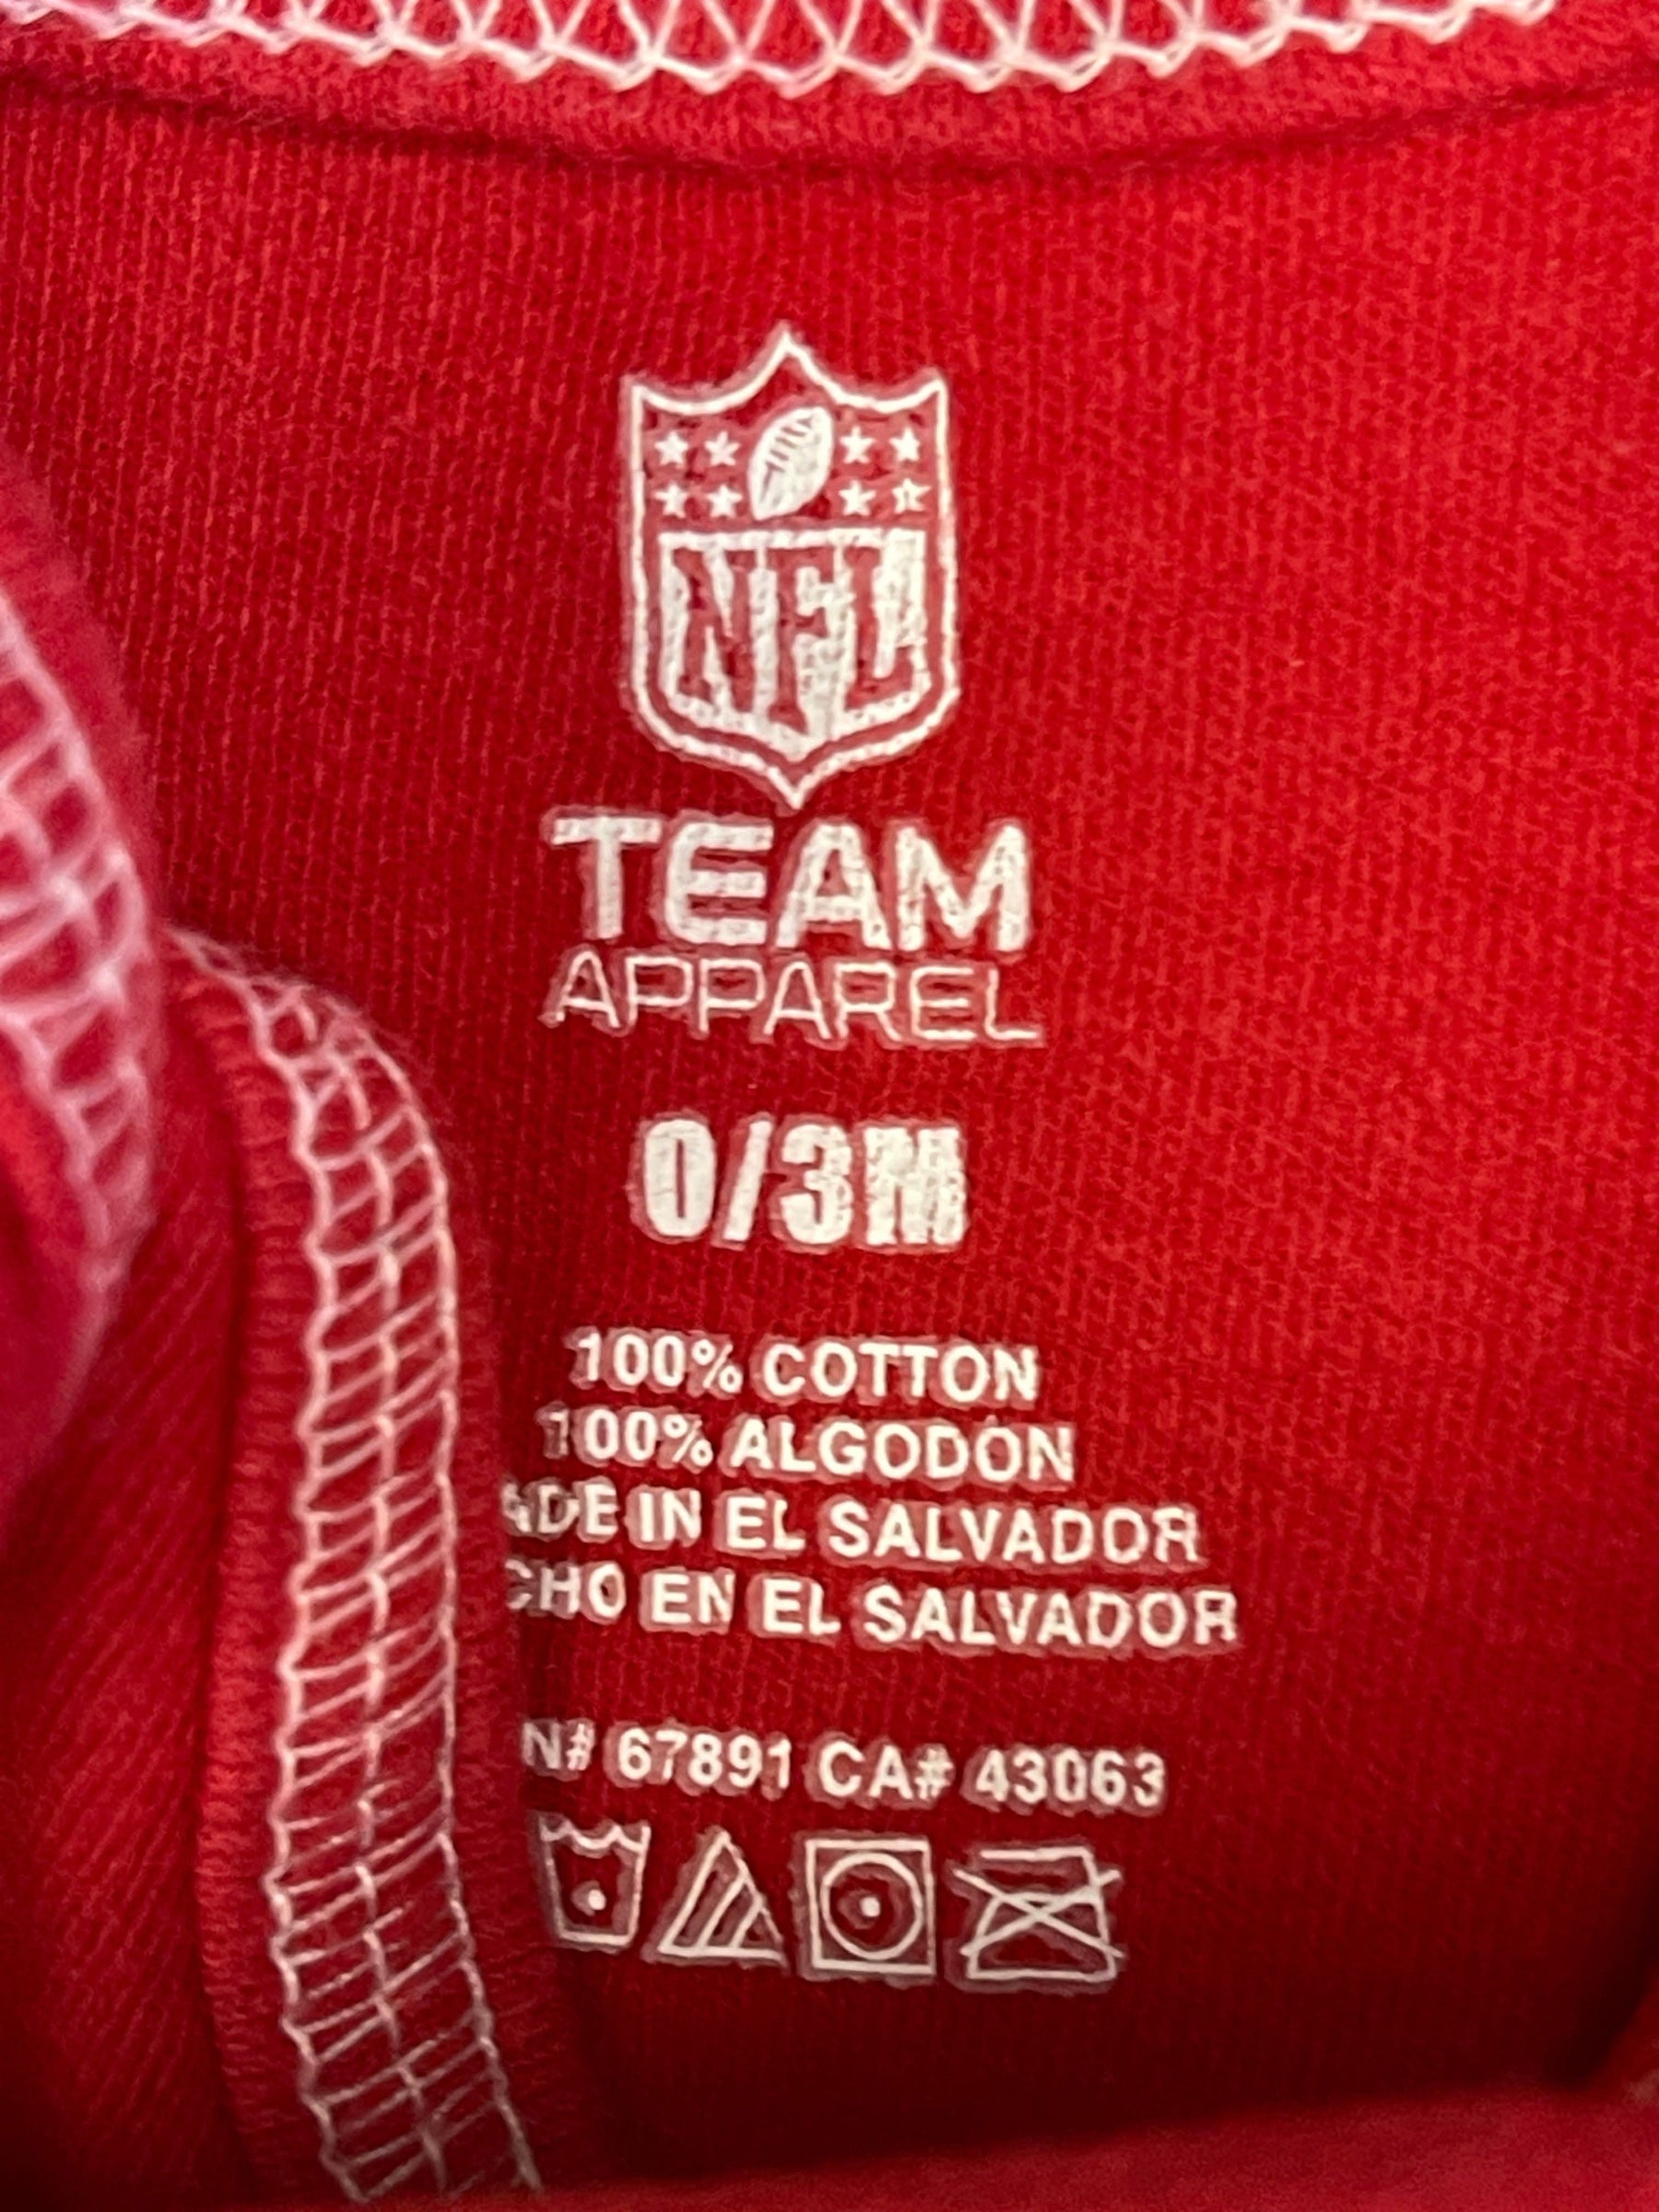 NFL
TEAM
APPAREL
0/3M
100% COTTON
100% ALGODÓN
ADE IN EL SALVADOR
CHO EN EL SALVADOR
N# 67891 CA# 43063